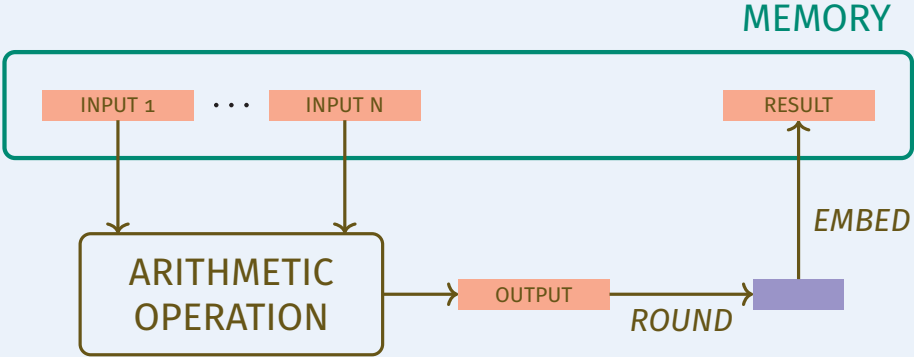 MEMORY
INPUT 1 ... INPUT N
RESULT
EMBED
ARITHMETIC
OPERATION
OUTPUT
ROUND